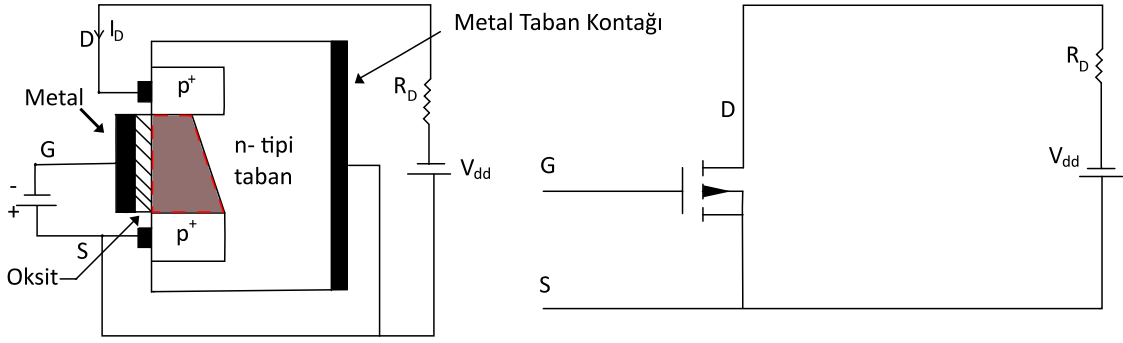 D
I_D
p⁺
Metal
G
-
+
n- tipi
taban
p⁺
S
Oksit
Metal Taban Kontağı
R_D
V_dd
D
G
S
R_D
V_dd